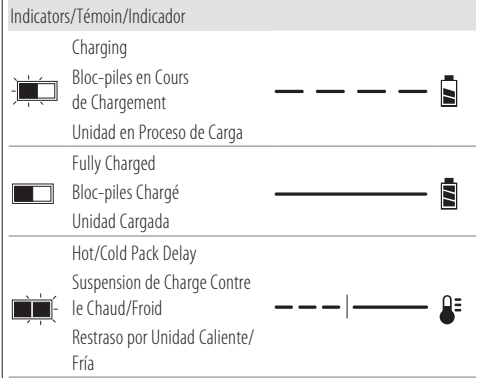 Indicators/Témoin/Indicador
Charging
Bloc-piles en Cours
de Chargement
Unidad en Proceso de Carga
Fully Charged
Bloc-piles Chargé
Unidad Cargada
Hot/Cold Pack Delay
Suspension de Charge Contre
le Chaud/Froid
Restraso por Unidad Caliente/
Fría